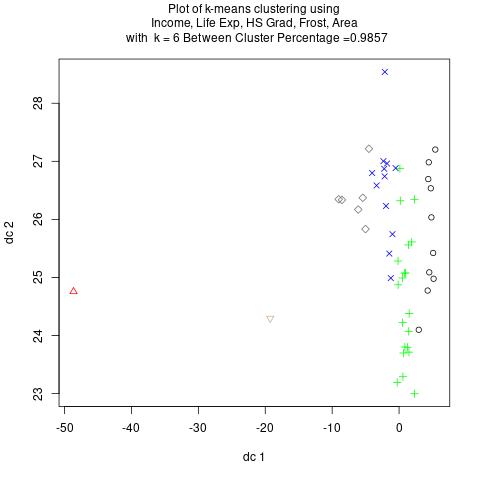 Plot of k-means clustering using
Income, Life Exp, HS Grad, Frost, Area
with  k = 6 Between Cluster Percentage =0.9857
28
27
26
25
24
23
dc 2
-50
-40
-30
-20
-10
0
dc 1